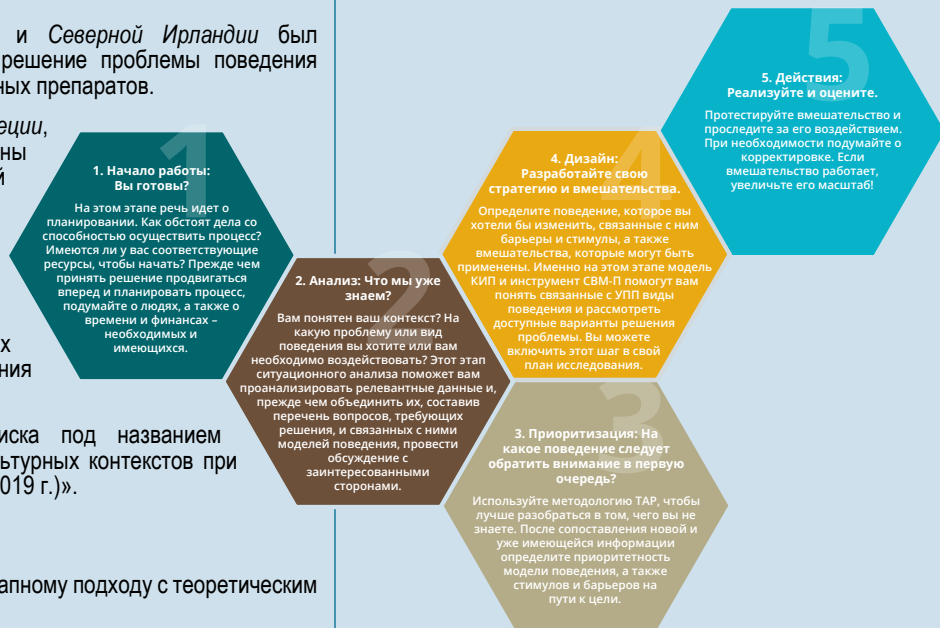 и Северной Ирландии был
решение проблемы поведения
ных препаратов.
еции,
ны
й
х
ния
иска под названием
льтурных контекстов при
019 г.)».
апному подходу с теоретическим
1
1. Начало работы:
Вы готовы?
На этом этапе речь идет о
планировании. Как обстоят дела со
способностью осуществить процесс?
Имеются ли у вас соответствующие
ресурсы, чтобы начать? Прежде чем
принять решение продвигаться
вперед и планировать процесс,
подумайте о людях, а также о
времени и финансах –
необходимых и
имеющихся.
2
2. Анализ: Что мы уже
знаем?
Вам понятен ваш контекст? На
какую проблему или вид
поведения вы хотите или вам
необходимо воздействовать? Этот этап
ситуационного анализа поможет вам
проанализировать релевантные данные и,
прежде чем объединить их, составив
перечень вопросов, требующих
решения, и связанных с ними
моделей поведения, провести
обсуждение с
заинтересованными
сторонами.
3
3. Приоритизация: На
какое поведение следует
обратить внимание в первую
очередь?
Используйте методологию TAP, чтобы
лучше разобраться в том, чего вы не
знаете. После сопоставления новой и
уже имеющейся информации
определите приоритетность
модели поведения, а также
стимулов и барьеров на
пути к цели.
4
4. Дизайн:
Разработайте свою
стратегию и вмешательства.
Определите поведение, которое вы
хотели бы изменить, связанные с ним
барьеры и стимулы, а также
вмешательства, которые могут быть
применены. Именно на этом этапе модель
КИП и инструмент СВМ-П помогут вам
понять связанные с УПП виды
поведения и рассмотреть
доступные варианты решения
проблемы. Вы можете
включить этот шаг в свой
план исследования.
5
5. Действия:
Реализуйте и оцените.
Протестируйте вмешательство и
проследите за его воздействием.
При необходимости подумайте о
корректировке. Если
вмешательство работает,
увеличьте его масштаб!